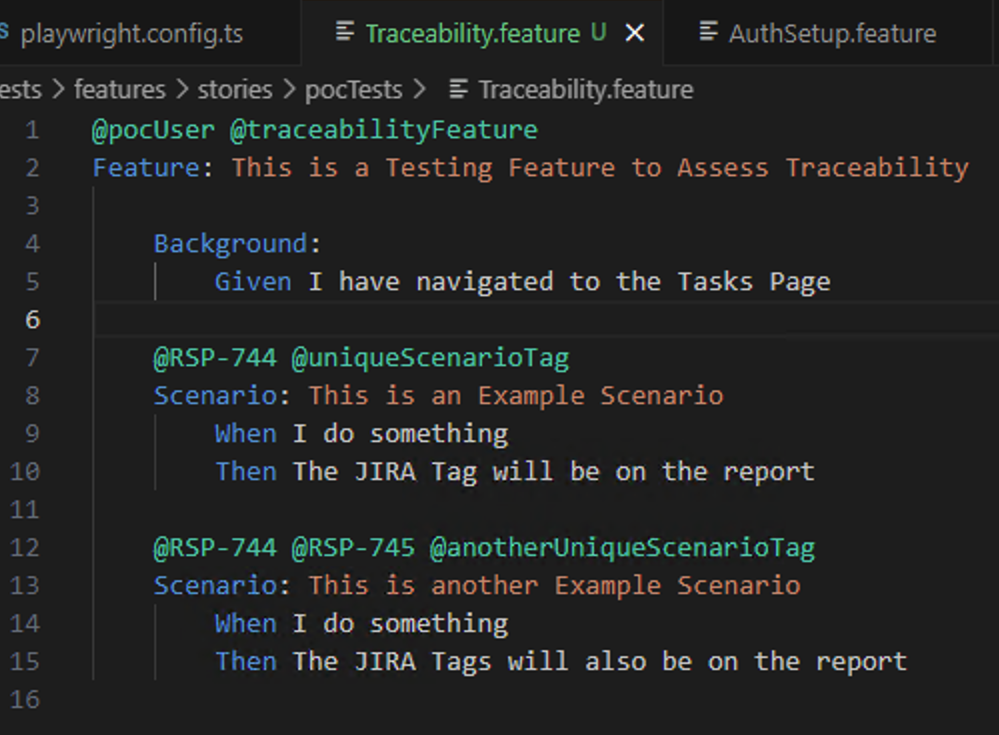 playwright.config.ts Traceability.feature U × AuthSetup.feature
ests > features > stories > pocTests > Traceability.feature
1 @pocUser @traceabilityFeature
2 Feature: This is a Testing Feature to Assess Traceability
3
4 Background:
5 Given I have navigated to the Tasks Page
6
7 @RSP-744 @uniqueScenarioTag
8 Scenario: This is an Example Scenario
9 When I do something
10 Then The JIRA Tag will be on the report
11
12 @RSP-744 @RSP-745 @anotherUniqueScenarioTag
13 Scenario: This is another Example Scenario
14 When I do something
15 Then The JIRA Tags will also be on the report
16